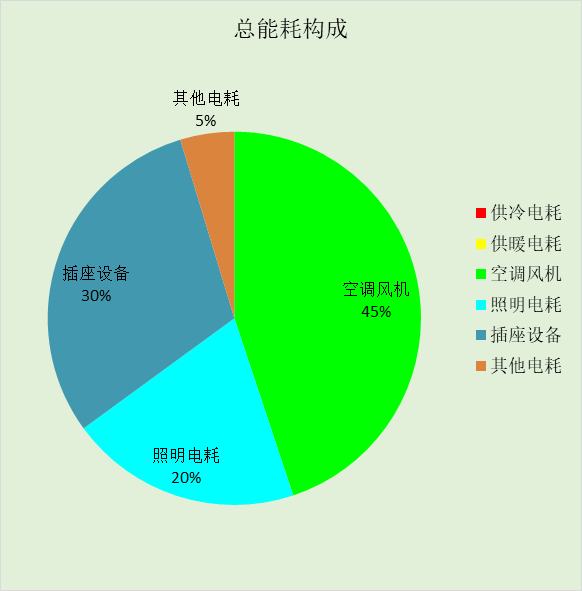 总能耗构成
其他电耗
5%
插座设备
30%
空调风机
45%
照明电耗
20%
供冷电耗
供暖电耗
空调风机
照明电耗
插座设备
其他电耗